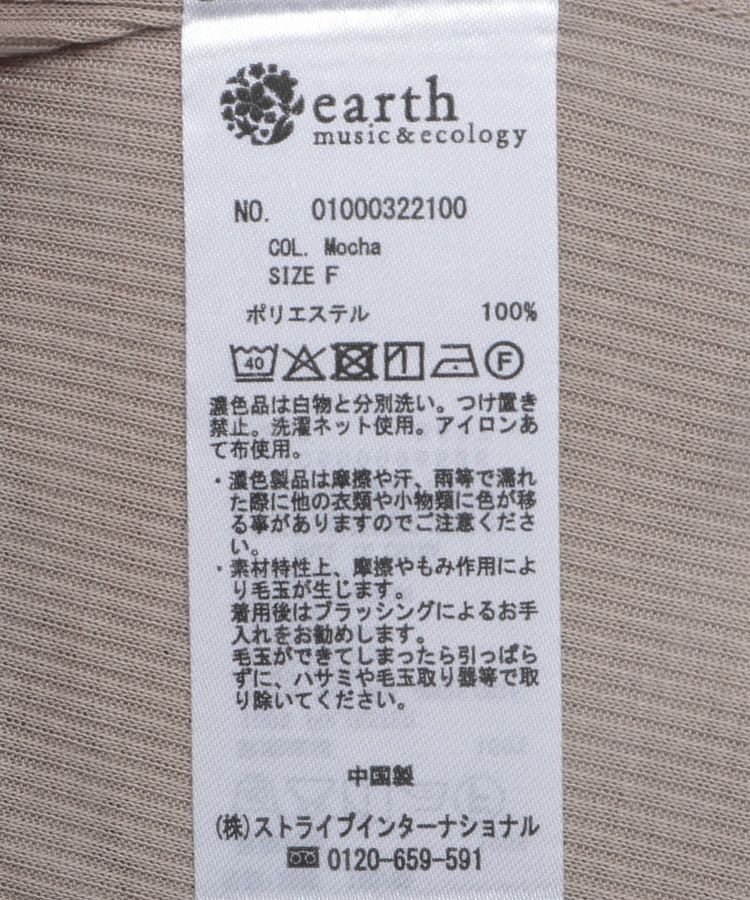 earth
music&ecology
NO. 01000322100
COL. Mocha
SIZE F
ポリエステル 100%
40 F
濃色品は白物と分別洗い。つけ置き
禁止。洗濯ネット使用。アイロンあ
て布使用。
・濃色製品は摩擦や汗、雨等で濡れ
た際に他の衣類や小物類に色が移
る事がありますのでご注意くださ
い。
・素材特性上、摩擦やもみ作用によ
り毛玉が生じます。
着用後はブラッシングによるお手
入れをお勧めします。
毛玉ができてしまったら引っぱら
ずに、ハサミや毛玉取り器等で取
り除いてください。
中国製
(株)ストライプインターナショナル
0120-659-591